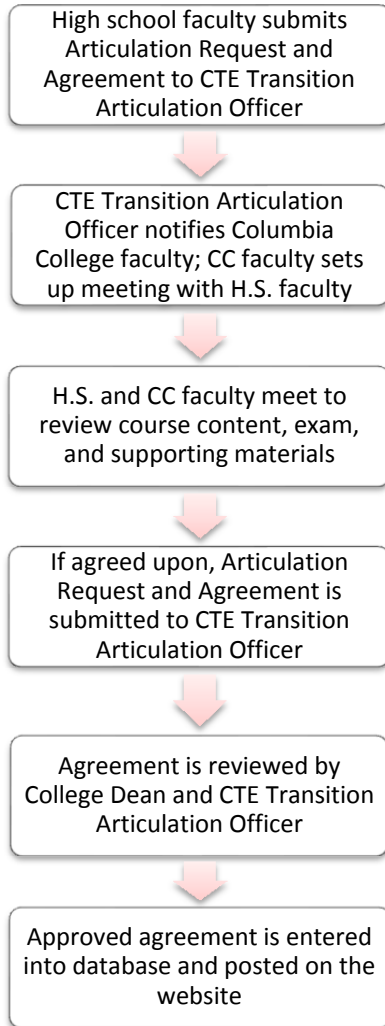 High school faculty submits
Articulation Request and
Agreement to CTE Transition
Articulation Officer
CTE Transition Articulation
Officer notifies Columbia
College faculty; CC faculty sets
up meeting with H.S. faculty
H.S. and CC faculty meet to
review course content, exam,
and supporting materials
If agreed upon, Articulation
Request and Agreement is
submitted to CTE Transition
Articulation Officer
Agreement is reviewed by
College Dean and CTE Transition
Articulation Officer
Approved agreement is entered
into database and posted on the
website